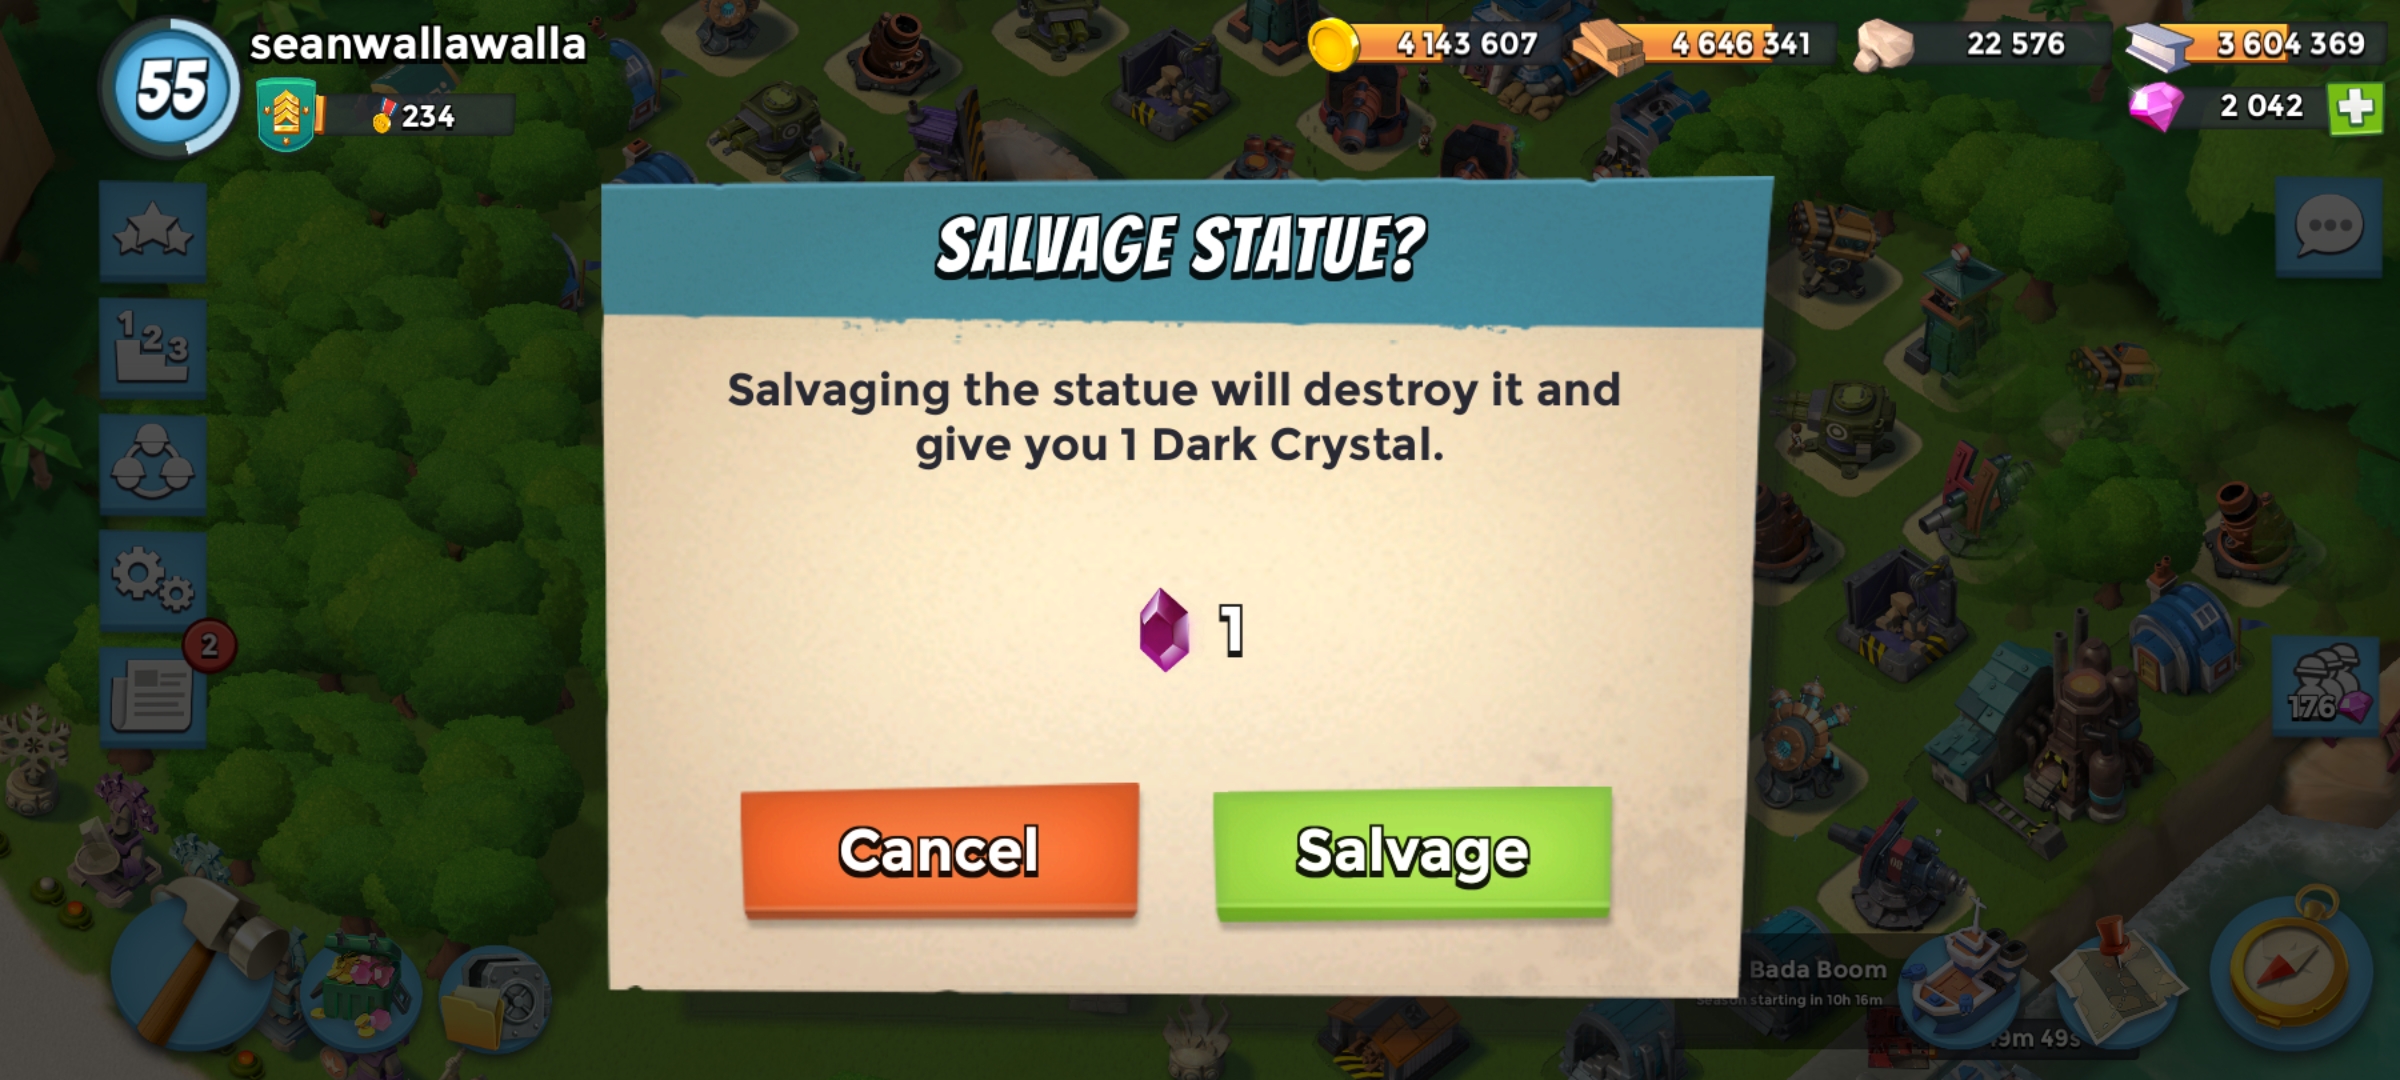 55
seanwallawalla
234
4 143 607
4 646 341
22 576
3 604 369
2 042
1 2 3
2
SALVAGE STATUE?
Salvaging the statue will destroy it and
give you 1 Dark Crystal.
1
Cancel
Salvage
176
Bada Boom
Season starting in 10h 16m
9m 49s